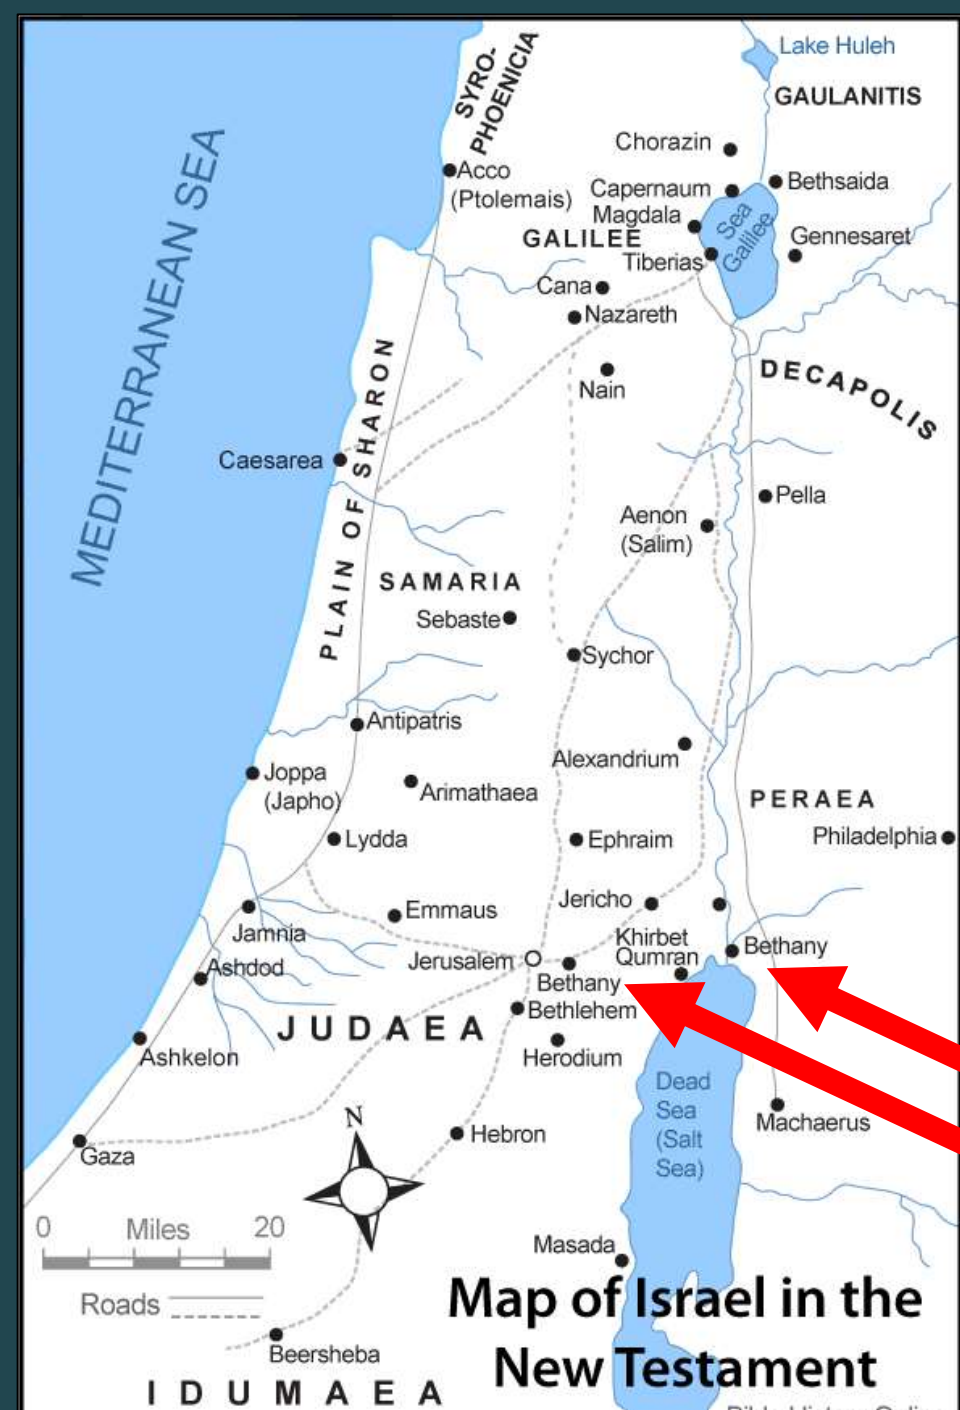 Lake Huleh
SYRO-
PHOENICIA
GAULANITIS
Chorazin
Acco
(Ptolemais)
Capernaum
Bethsaida
Magdala
Sea
Galilee
GALILEE
Gennesaret
Tiberias
Cana
Nazareth
MEDITERRANEAN SEA
DECAPOLIS
Nain
PLAIN OF SHARON
Caesarea
Pella
Aenon
(Salim)
SAMARIA
Sebaste
Sychor
Antipatris
Alexandrium
Joppa
(Japho)
Arimathaea
PERAEA
Lydda
Ephraim
Philadelphia
Jericho
Emmaus
Jamnia
Khirbet
Qumran
Bethany
Jerusalem
Ashdod
Bethany
Bethlehem
JUDAEA
Ashkelon
Herodium
Dead
Sea
(Salt
Sea)
Machaerus
N
Hebron
Gaza
0 Miles 20
Masada
Roads
Map of Israel in the
New Testament
Beersheba
IDUMAEA
Bible History Online